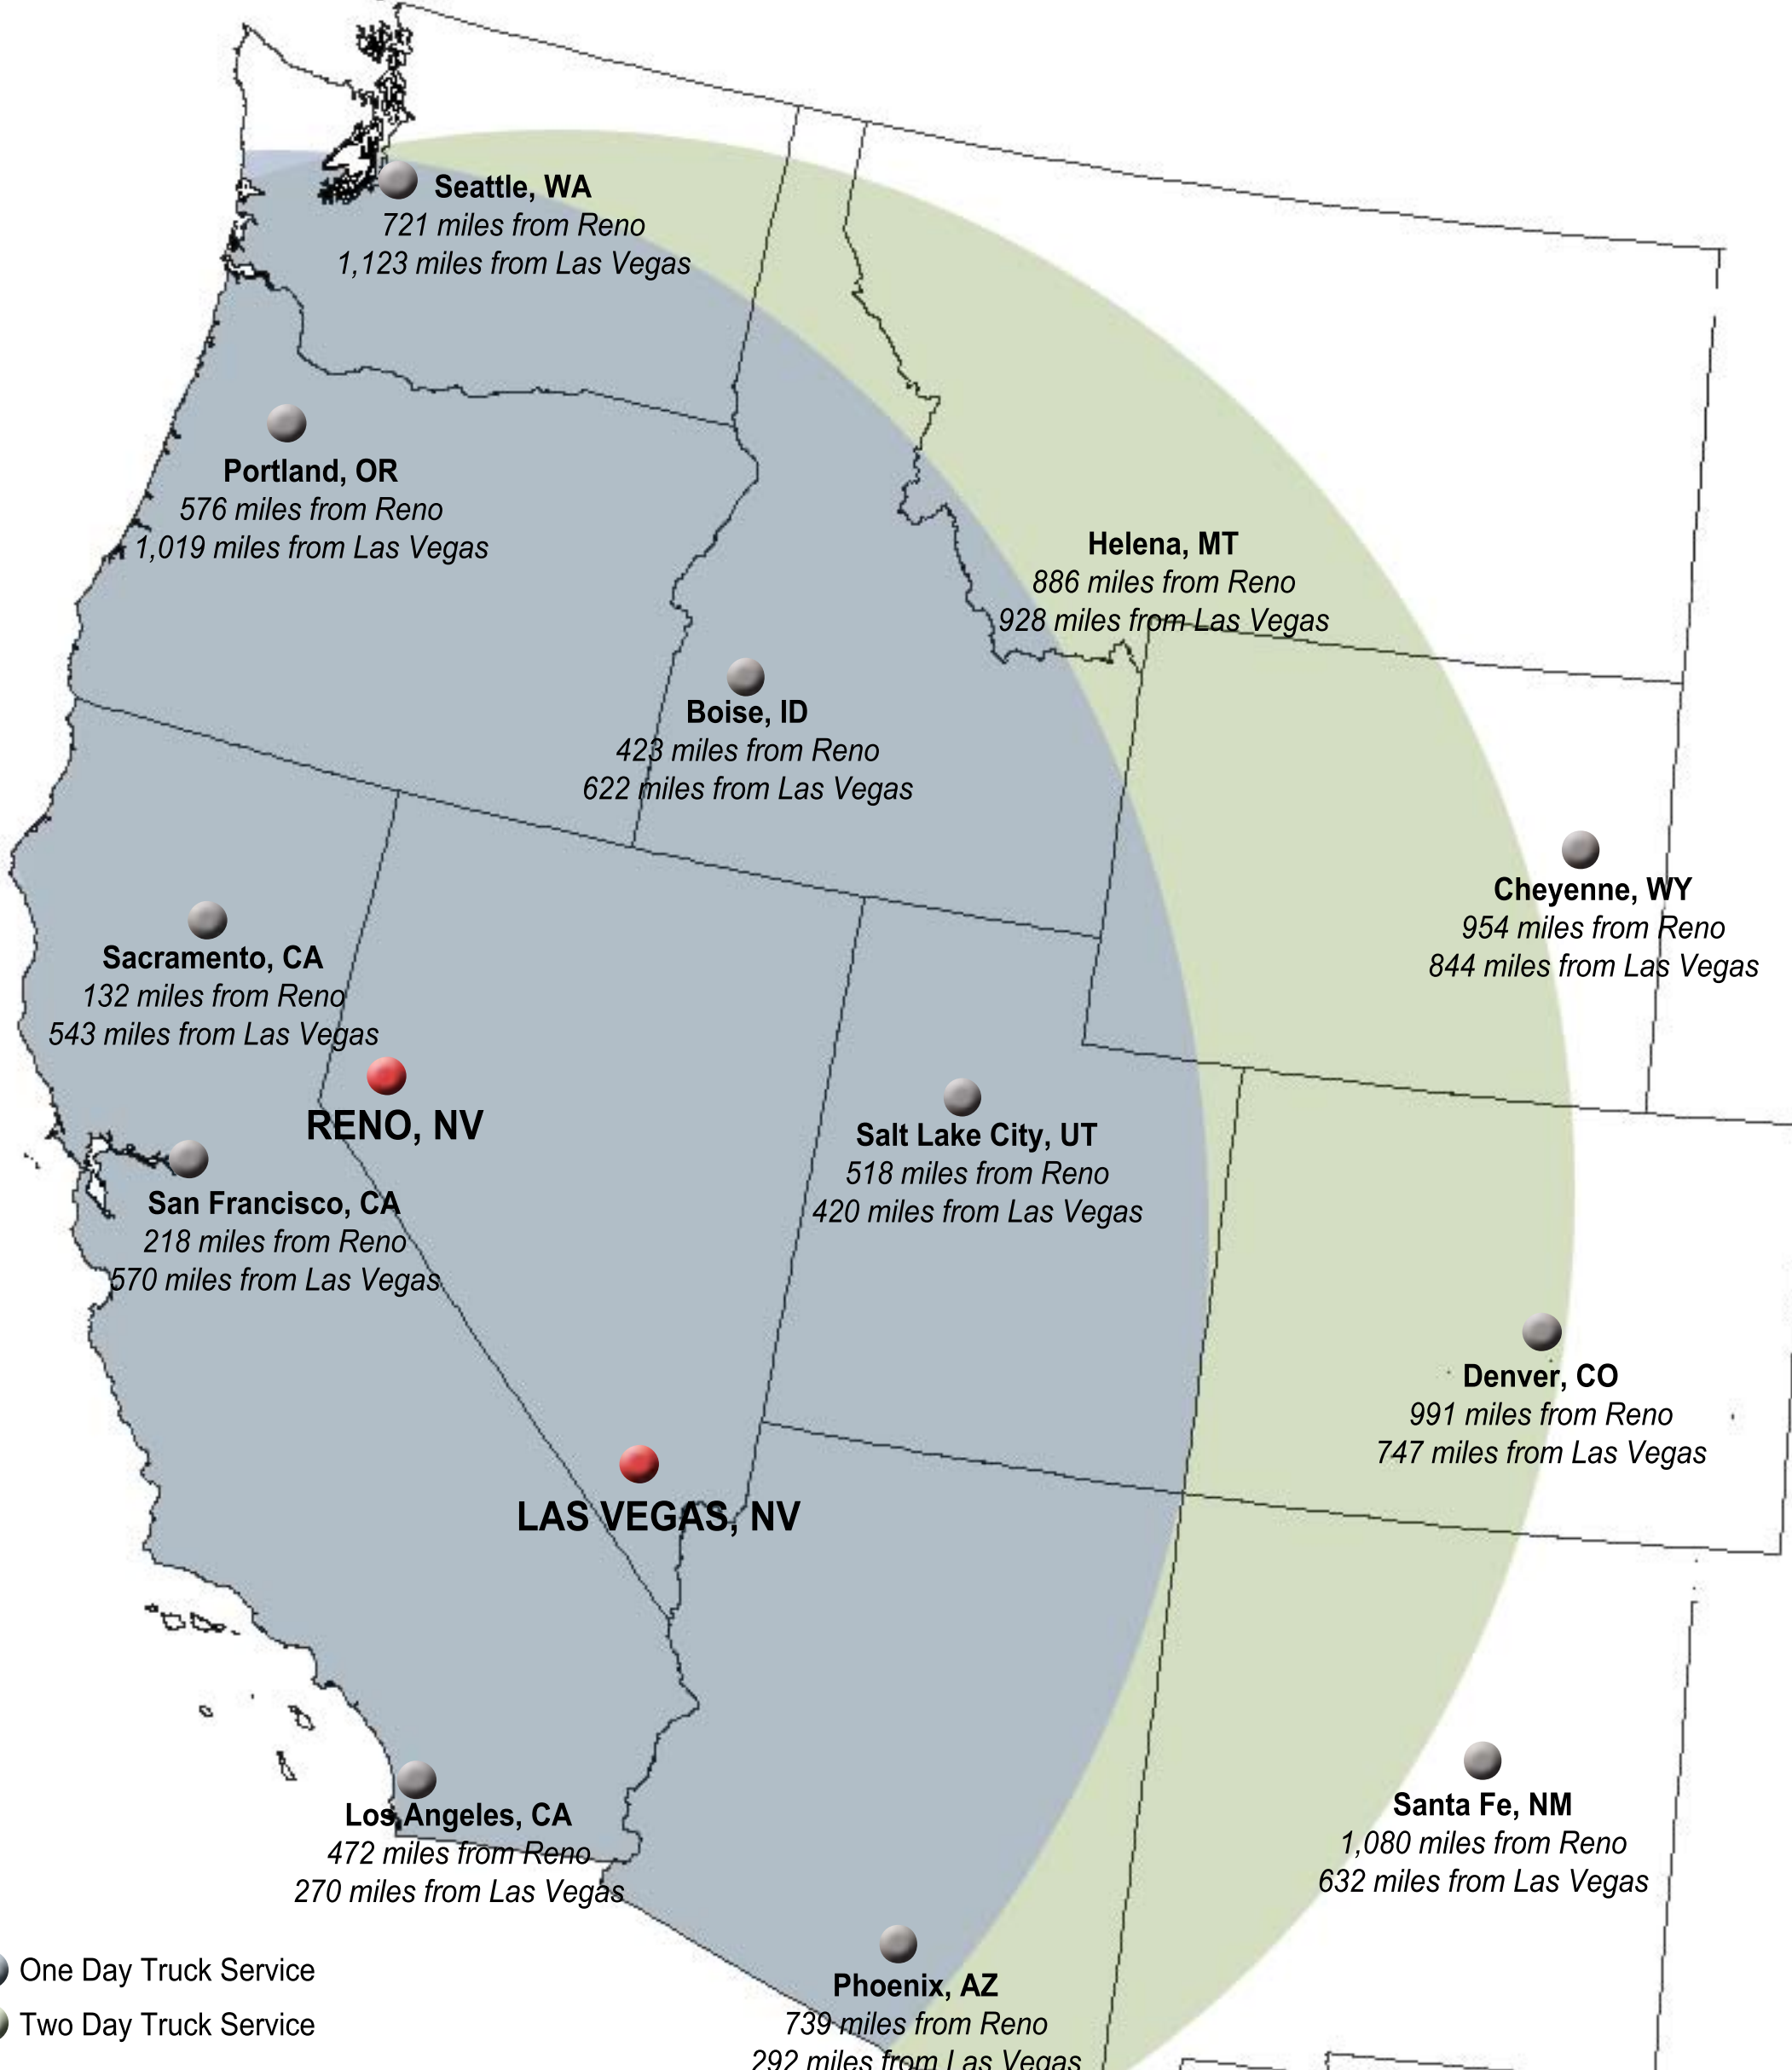 Seattle, WA
721 miles from Reno
1,123 miles from Las Vegas
Portland, OR
576 miles from Reno
1,019 miles from Las Vegas
Helena, MT
886 miles from Reno
928 miles from Las Vegas
Boise, ID
423 miles from Reno
622 miles from Las Vegas
Cheyenne, WY
954 miles from Reno
844 miles from Las Vegas
Sacramento, CA
132 miles from Reno
543 miles from Las Vegas
RENO, NV
Salt Lake City, UT
518 miles from Reno
420 miles from Las Vegas
San Francisco, CA
218 miles from Reno
570 miles from Las Vegas
Denver, CO
991 miles from Reno
747 miles from Las Vegas
LAS VEGAS, NV
Santa Fe, NM
1,080 miles from Reno
632 miles from Las Vegas
Los Angeles, CA
472 miles from Reno
270 miles from Las Vegas
Phoenix, AZ
739 miles from Reno
292 miles from Las Vegas
One Day Truck Service
Two Day Truck Service